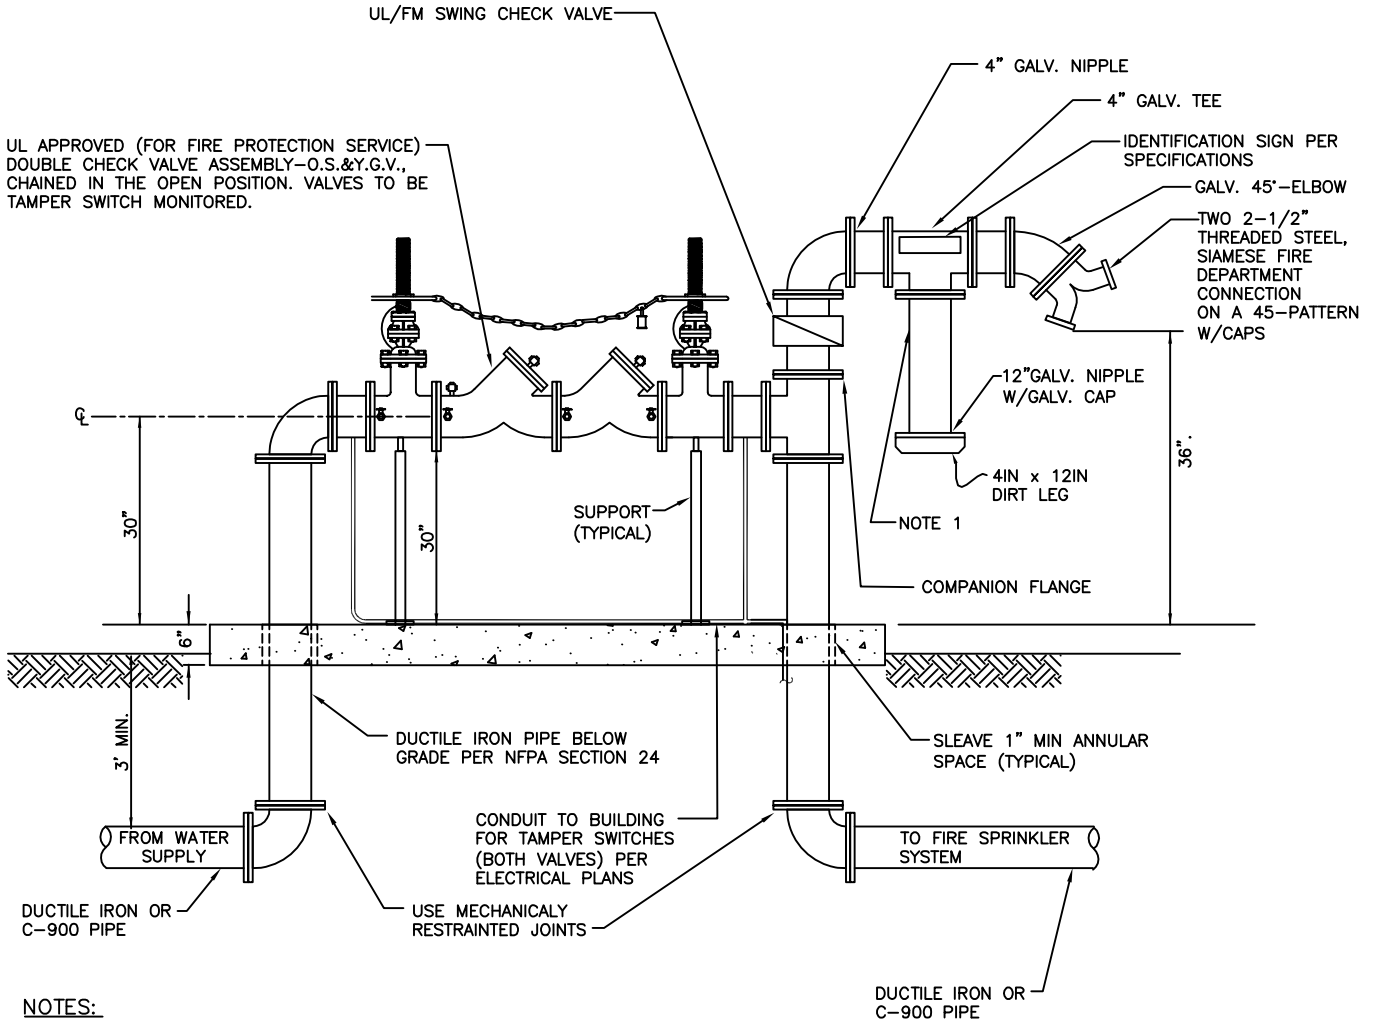 UL/FM SWING CHECK VALVE
4" GALV. NIPPLE
4" GALV. TEE
IDENTIFICATION SIGN PER
SPECIFICATIONS
UL APPROVED (FOR FIRE PROTECTION SERVICE)
DOUBLE CHECK VALVE ASSEMBLY-O.S.&Y.G.V.,
CHAINED IN THE OPEN POSITION. VALVES TO BE
TAMPER SWITCH MONITORED.
GALV. 45°-ELBOW
TWO 2-1/2"
THREADED STEEL,
SIAMESE FIRE
DEPARTMENT
CONNECTION
ON A 45-PATTERN
W/CAPS
12"GALV. NIPPLE
W/GALV. CAP
CL
36".
4IN x 12IN
DIRT LEG
30"
30"
SUPPORT
(TYPICAL)
NOTE 1
COMPANION FLANGE
6"
3' MIN.
DUCTILE IRON PIPE BELOW
GRADE PER NFPA SECTION 24
SLEAVE 1" MIN ANNULAR
SPACE (TYPICAL)
CONDUIT TO BUILDING
FOR TAMPER SWITCHES
(BOTH VALVES) PER
ELECTRICAL PLANS
FROM WATER
SUPPLY
TO FIRE SPRINKLER
SYSTEM
DUCTILE IRON OR
C-900 PIPE
USE MECHANICALY
RESTRAINTED JOINTS
DUCTILE IRON OR
C-900 PIPE
NOTES: